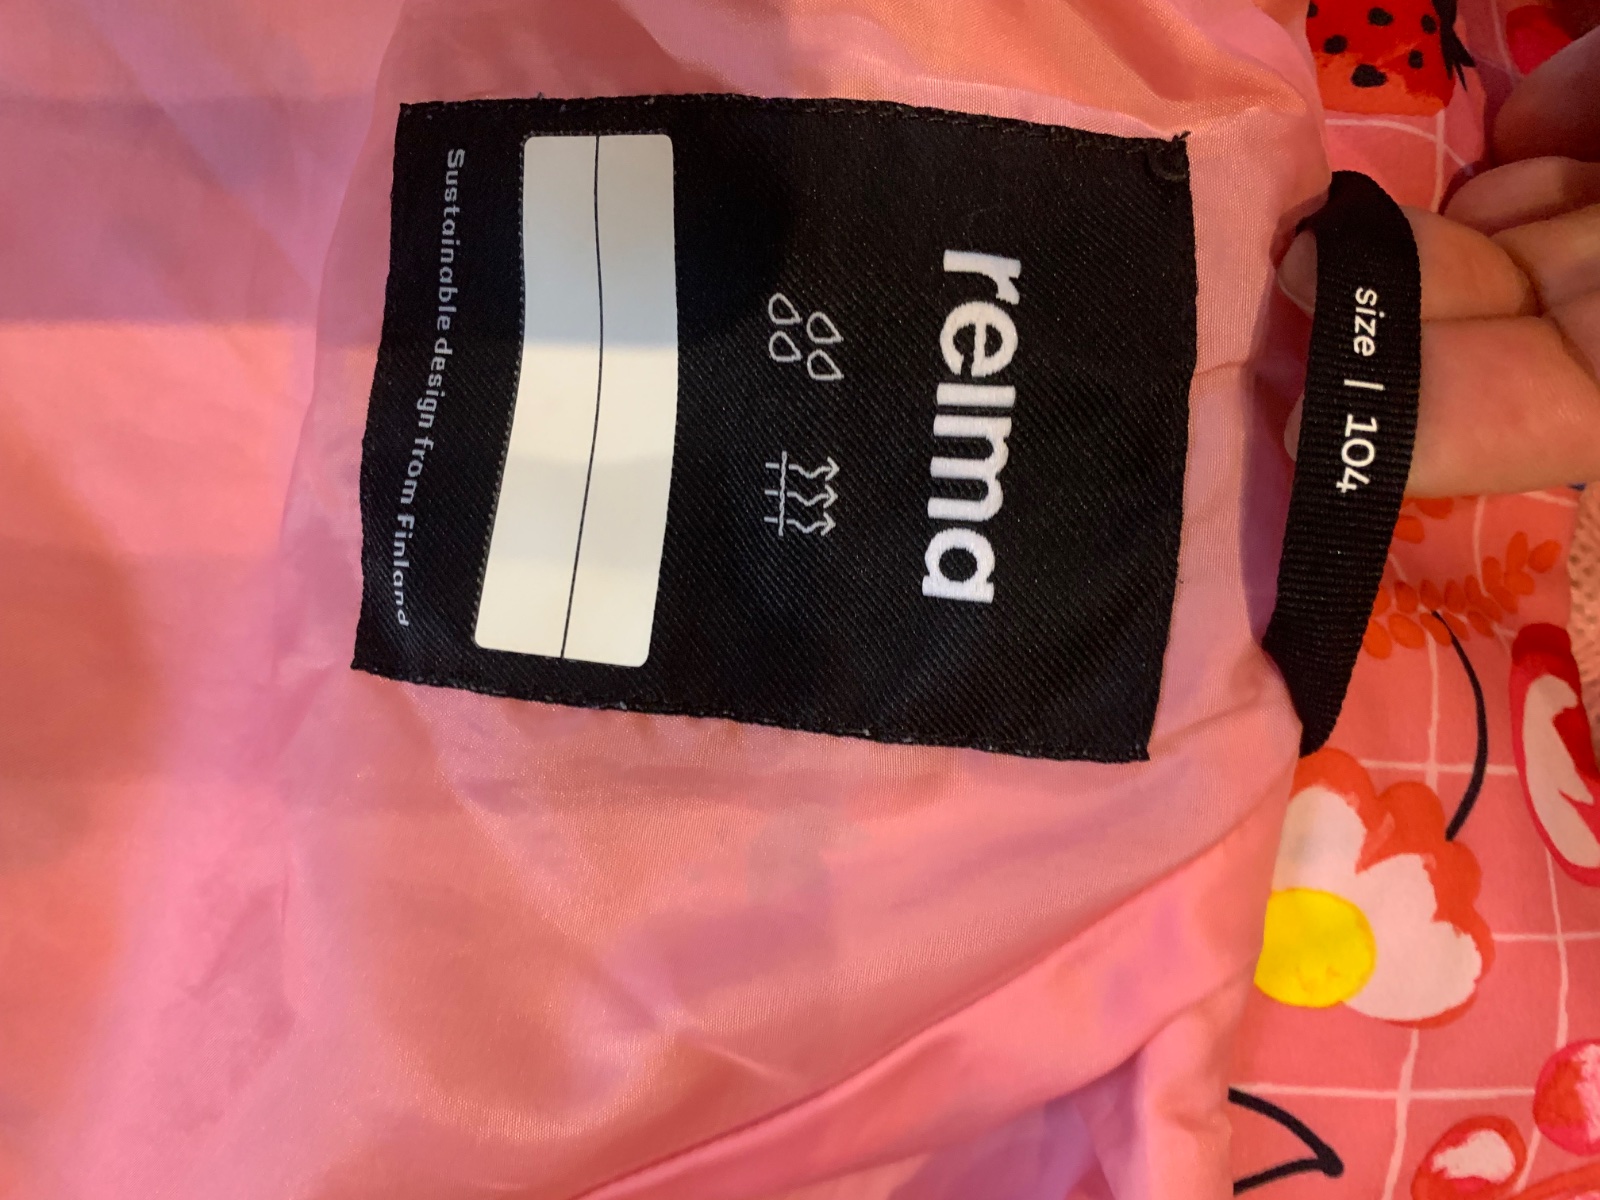 size | 104
reima
Sustainable design from Finland